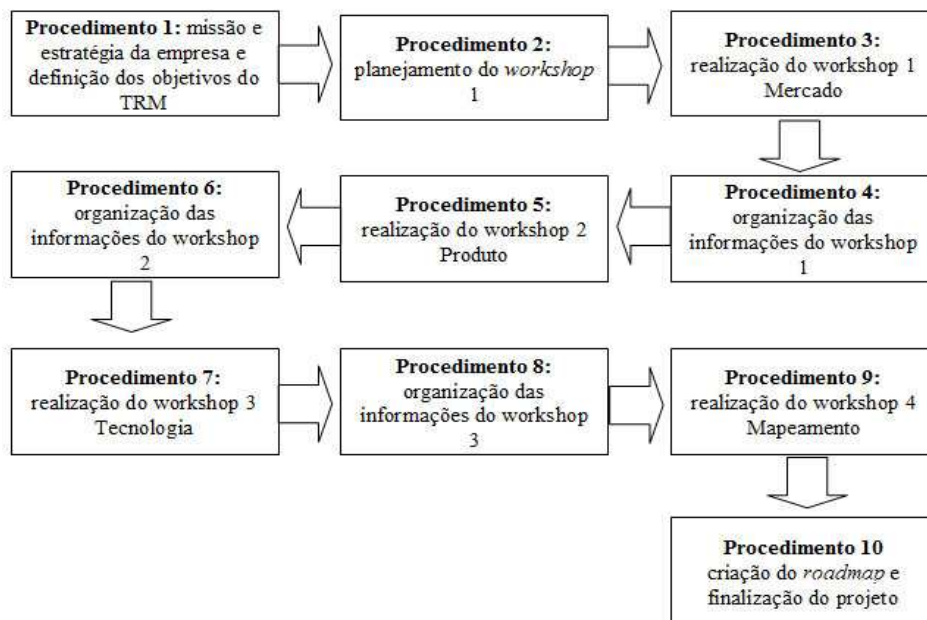 Procedimento 1: missão e
estratégia da empresa e
definição dos objetivos do
TRM
Procedimento 2:
planejamento do workshop
1
Procedimento 3:
realização do workshop 1
Mercado
Procedimento 4:
organização das
informações do workshop
1
Procedimento 5:
realização do workshop 2
Produto
Procedimento 6:
organização das
informações do workshop
2
Procedimento 7:
realização do workshop 3
Tecnologia
Procedimento 8:
organização das
informações do workshop
3
Procedimento 9:
realização do workshop 4
Mapeamento
Procedimento 10
criação do roadmap e
finalização do projeto